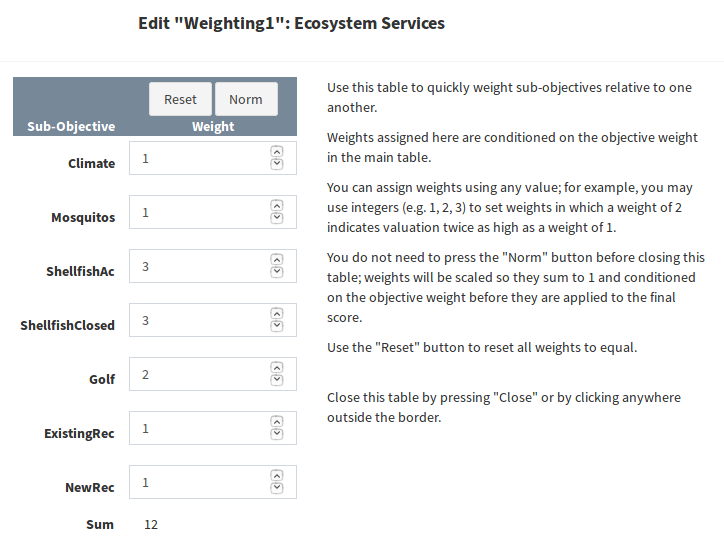 Edit "Weighting1": Ecosystem Services
Reset Norm
Sub-Objective Weight
Climate 1
Mosquitos 1
ShellfishAc 3
ShellfishClosed 3
Golf 2
ExistingRec 1
NewRec 1
Sum 12
Use this table to quickly weight sub-objectives relative to one
another.
Weights assigned here are conditioned on the objective weight
in the main table.
You can assign weights using any value; for example, you may
use integers (e.g. 1, 2, 3) to set weights in which a weight of 2
indicates valuation twice as high as a weight of 1.
You do not need to press the "Norm" button before closing this
table; weights will be scaled so they sum to 1 and conditioned
on the objective weight before they are applied to the final
score.
Use the "Reset" button to reset all weights to equal.
Close this table by pressing "Close" or by clicking anywhere
outside the border.